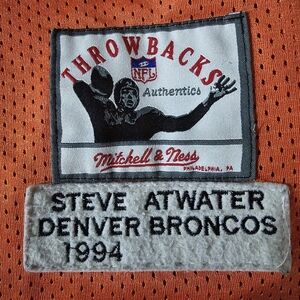 THROWBACKS
NFL
Authentics
Mitchell & Ness
PHILADELPHIA, PA
STEVE ATWATER
DENVER BRONCOS
1994